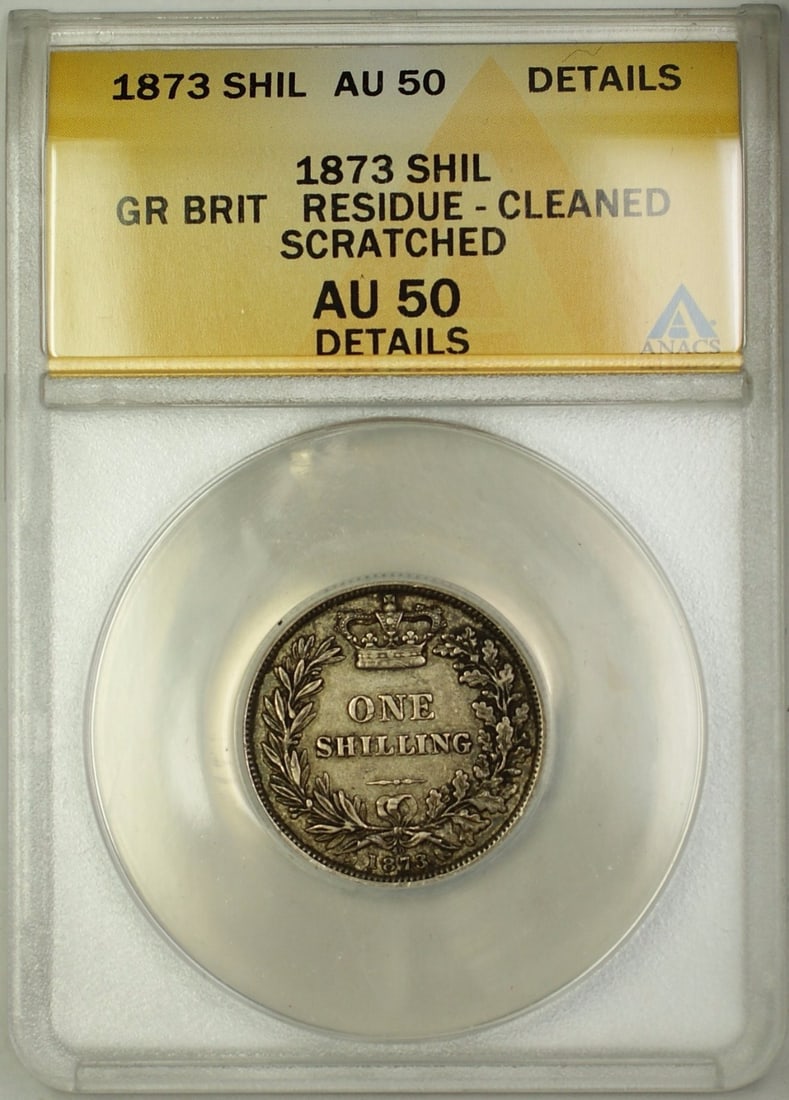 1873 SHIL AU 50 DETAILS
1873 SHIL
GR BRIT RESIDUE - CLEANED
SCRATCHED
AU 50
DETAILS
ANACS
ONE
SHILLING
1873